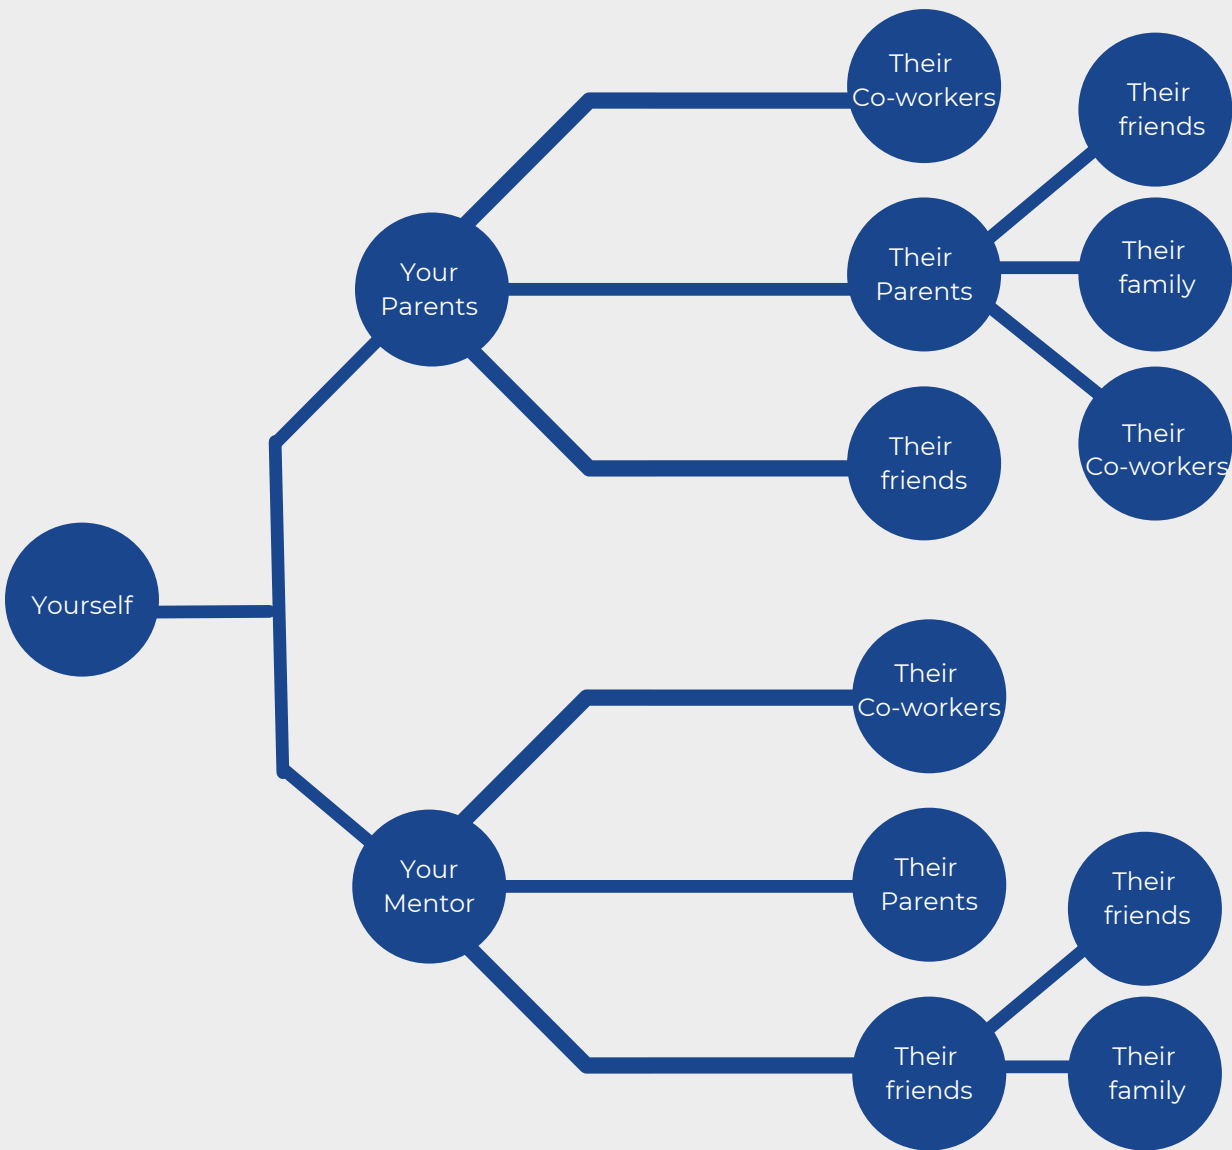 Their
Co-workers
Their
friends
Their
Parents
Their
family
Your
Parents
Their
friends
Their
Co-workers
Yourself
Their
Co-workers
Your
Mentor
Their
Parents
Their
friends
Their
friends
Their
family